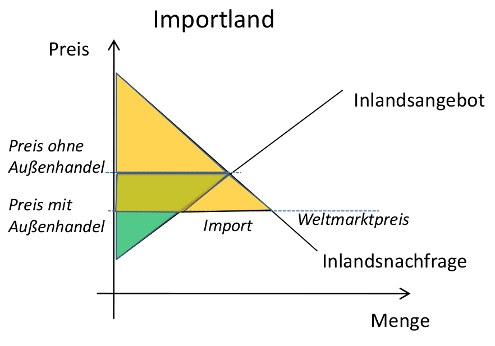 Importland
Preis
Inlandsangebot
Preis ohne
Außenhandel
Preis mit
Außenhandel
Import
Weltmarktpreis
Inlandsnachfrage
Menge